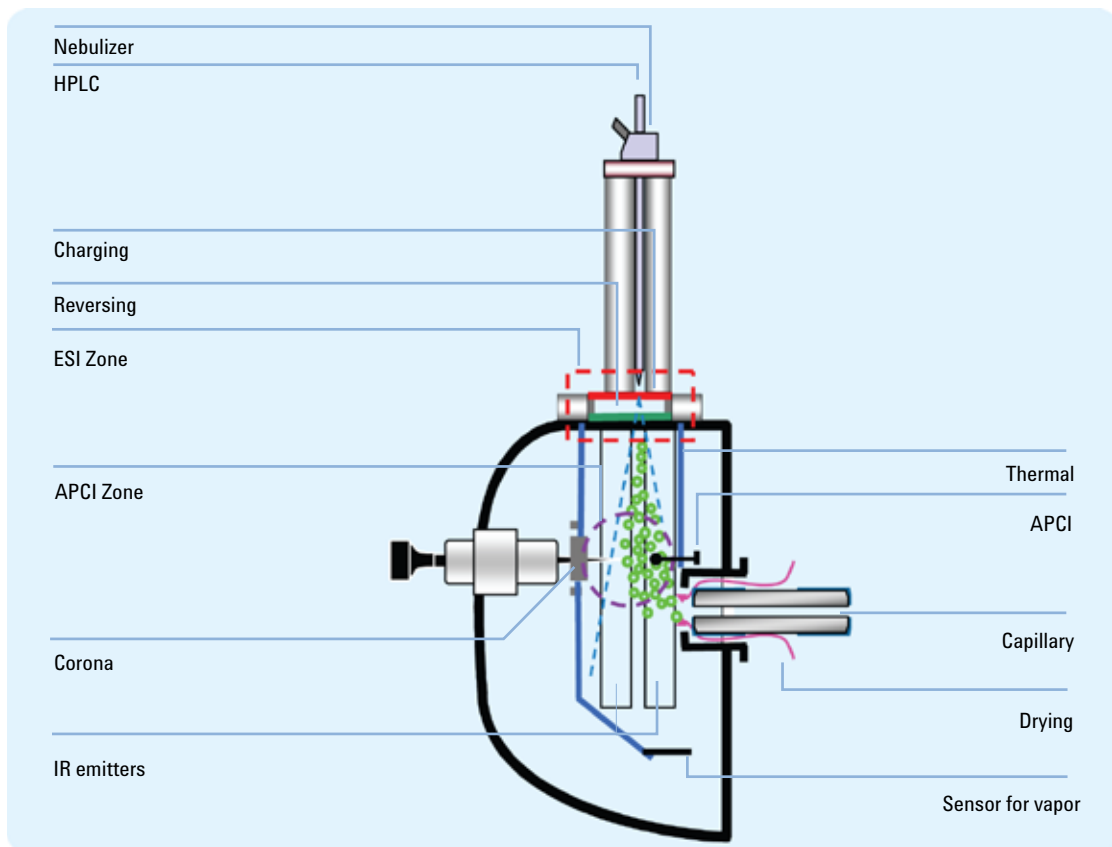 Nebulizer
HPLC
Charging
Reversing
ESI Zone
APCI Zone
Corona
IR emitters
Thermal
APCI
Capillary
Drying
Sensor for vapor